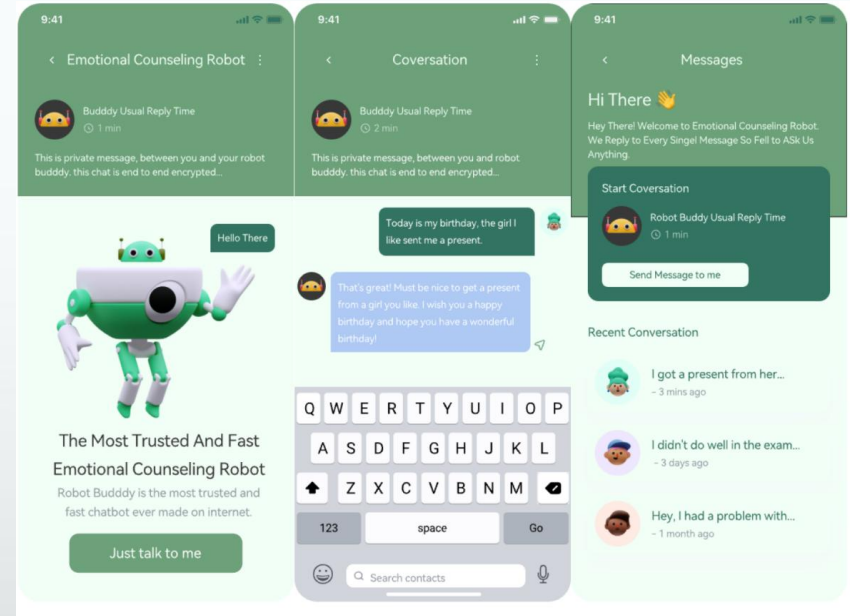 9:41
Emotional Counseling Robot
Budddy Usual Reply Time
1 min
This is private message, between you and your robot
budddy. this chat is end to end encrypted...
Hello There
The Most Trusted And Fast
Emotional Counseling Robot
Robot Budddy is the most trusted and
fast chatbot ever made on internet.
Just talk to me
9:41
Coversation
Buddy Usual Reply Time
2 min
This is private message, between you and robot
budddy. this chat is end to end encrypted...
Today is my birthday, the girl I
like sent me a present.
That's great! Must be nice to get a present
from a girl you like. I wish you a happy
birthday and hope you have a wonderful
birthday!
Q W E R T Y U I O P
A S D F G H J K L
Z X C V B N M
123 space Go
Search contacts
9:41
Messages
Hi There
Hey There! Welcome to Emotional Counseling Robot.
We Reply to Every Singel Message So Fell to ASk Us
Anything.
Start Coversation
Robot Buddy Usual Reply Time
1 min
Send Message to me
Recent Conversation
I got a present from her...
- 3 mins ago
I didn't do well in the exam...
- 3 days ago
Hey, I had a problem with...
- 1 month ago